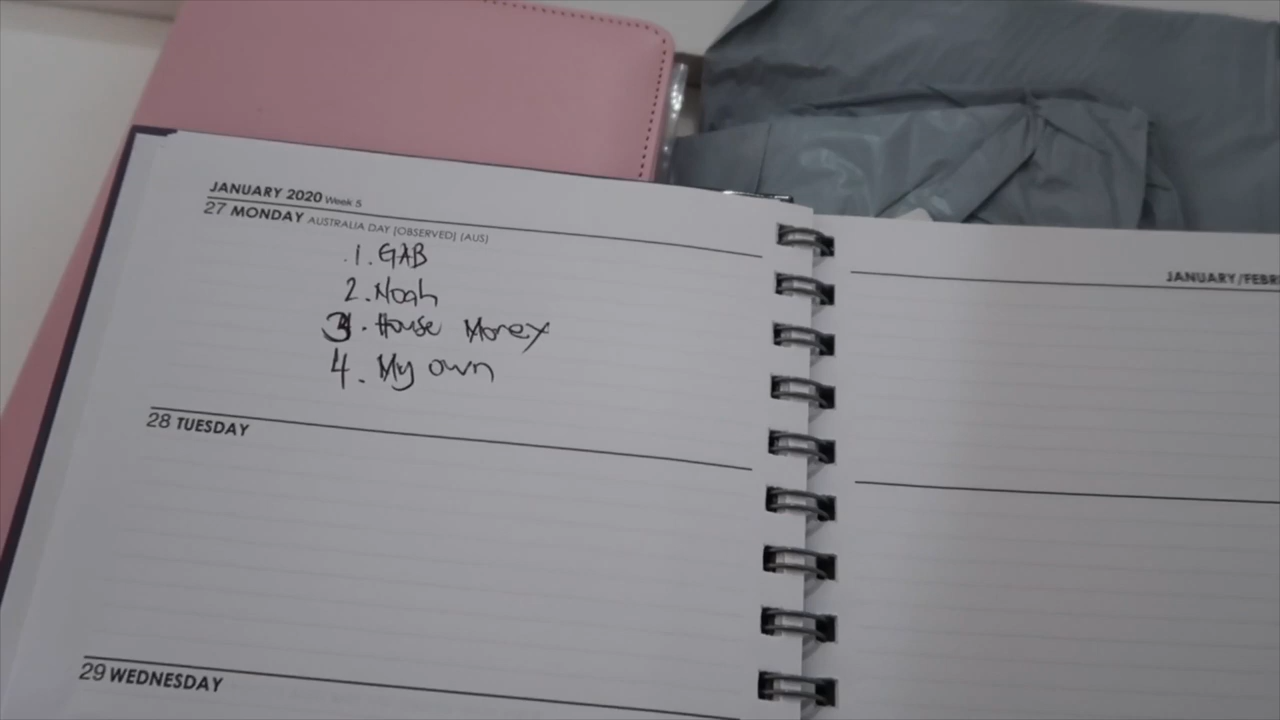 JANUARY 2020 Week 5
27 MONDAY AUSTRALIA DAY (OBSERVED) (AUS)
1. GAB
2. Noah
3. House Money
4. My own
28 TUESDAY
29 WEDNESDAY
JANUARY/FEBR